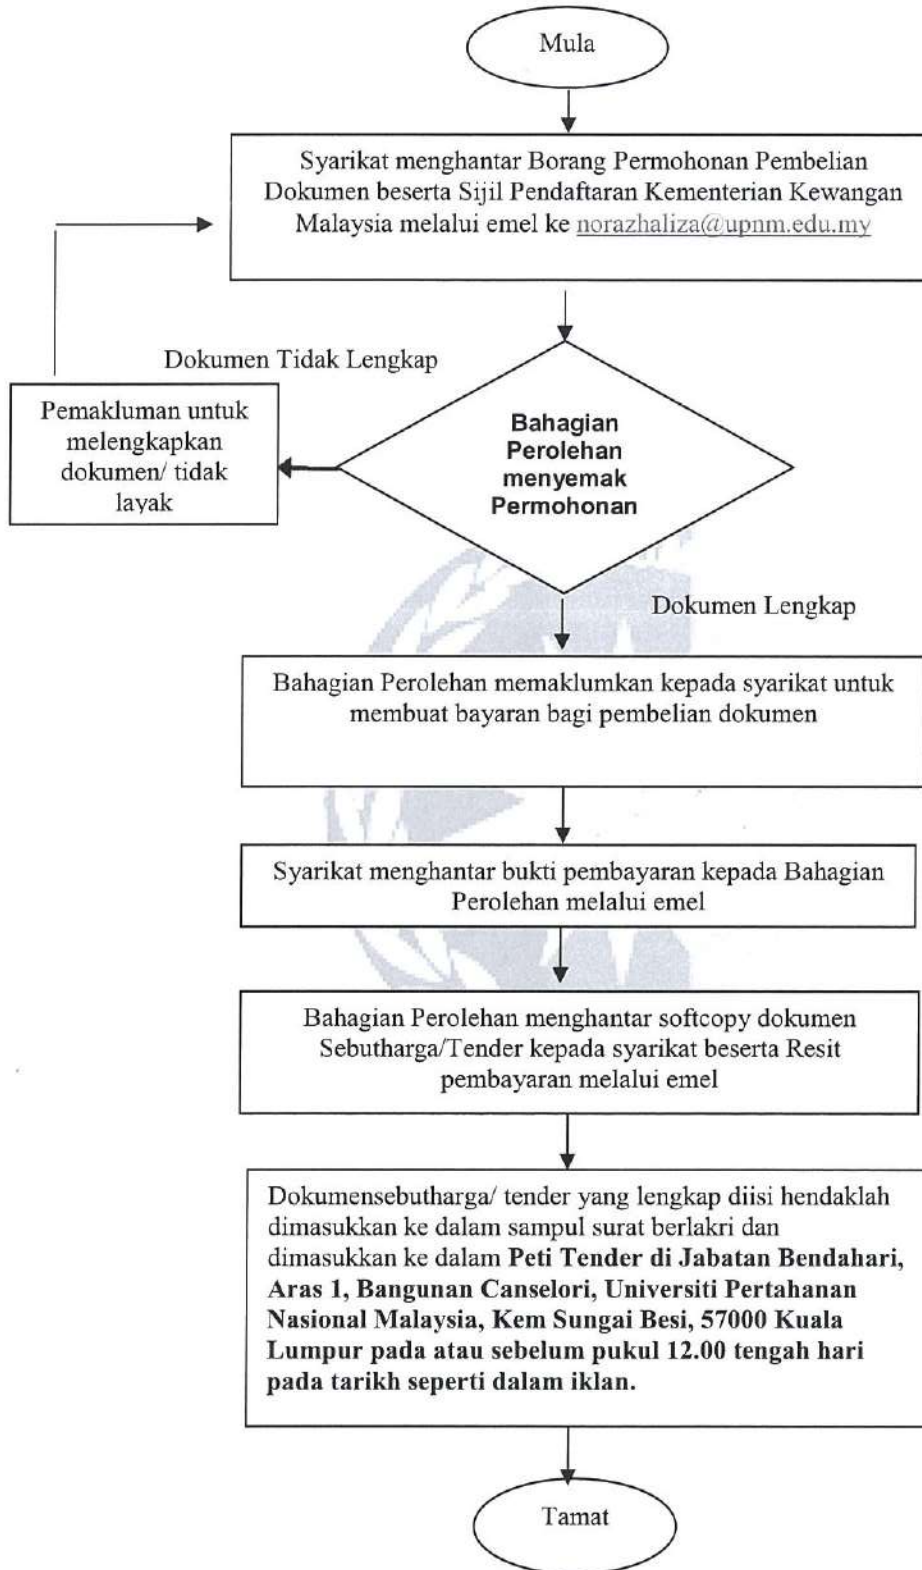 Mula
Syarikat menghantar Borang Permohonan Pembelian
Dokumen beserta Sijil Pendaftaran Kementerian Kewangan
Malaysia melalui emel ke norazhaliza@upnm.edu.my
Dokumen Tidak Lengkap
Pemakluman untuk
melengkapkan
dokumen/ tidak
layak
Bahagian
Perolehan
menyemak
Permohonan
Dokumen Lengkap
Bahagian Perolehan memaklumkan kepada syarikat untuk
membuat bayaran bagi pembelian dokumen
Syarikat menghantar bukti pembayaran kepada Bahagian
Perolehan melalui emel
Bahagian Perolehan menghantar softcopy dokumen
Sebutharga/Tender kepada syarikat beserta Resit
pembayaran melalui emel
Dokumensebutharga/ tender yang lengkap diisi hendaklah
dimasukkan ke dalam sampul surat berlakri dan
dimasukkan ke dalam Peti Tender di Jabatan Bendahari,
Aras 1, Bangunan Canselori, Universiti Pertahanan
Nasional Malaysia, Kem Sungai Besi, 57000 Kuala
Lumpur pada atau sebelum pukul 12.00 tengah hari
pada tarikh seperti dalam iklan.
Tamat